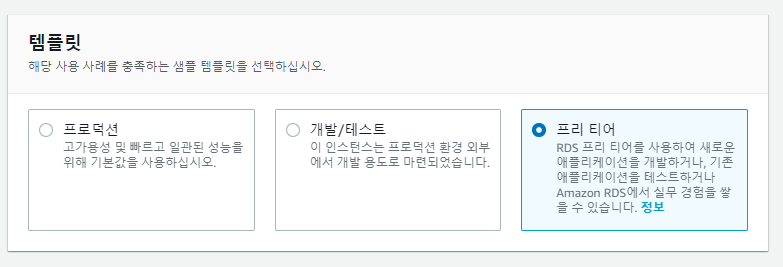 템플릿
해당 사용 사례를 충족하는 샘플 템플릿을 선택하십시오.
프로덕션
고가용성 및 빠르고 일관된 성능을
위해 기본값을 사용하십시오.
개발/테스트
이 인스턴스는 프로덕션 환경 외부
에서 개발 용도로 마련되었습니다.
프리 티어
RDS 프리 티어를 사용하여 새로운
애플리케이션을 개발하거나, 기존
애플리케이션을 테스트하거나
Amazon RDS에서 실무 경험을 쌓
을 수 있습니다. 정보